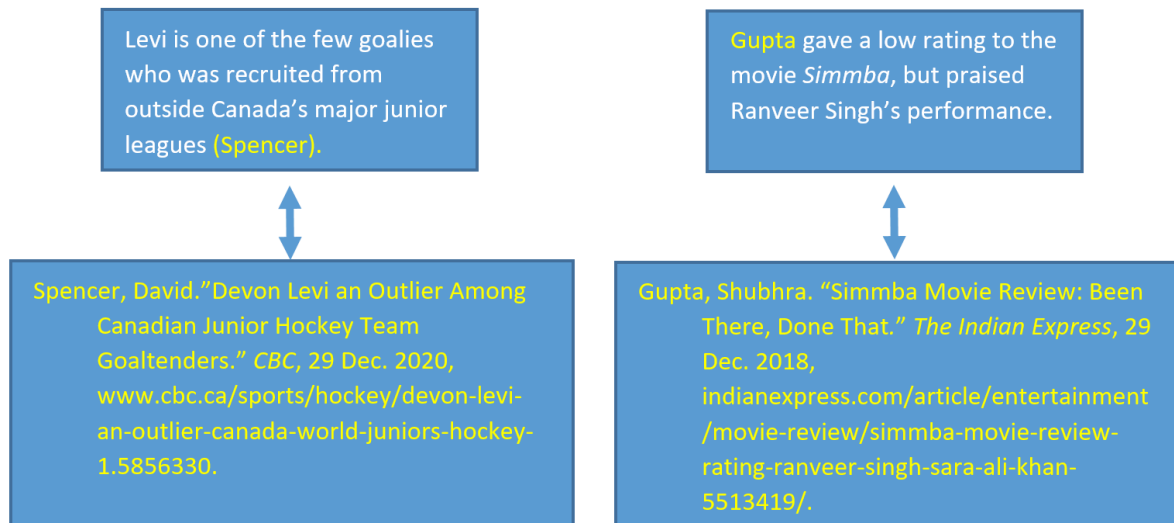 Levi is one of the few goalies
who was recruited from
outside Canada’s major junior
leagues (Spencer).
Gupta gave a low rating to the
movie Simmba, but praised
Ranveer Singh’s performance.
Spencer, David.”Devon Levi an Outlier Among
Canadian Junior Hockey Team
Goaltenders.” CBC, 29 Dec. 2020,
www.cbc.ca/sports/hockey/devon-levi-
an-outlier-canada-world-juniors-hockey-
1.5856330.
Gupta, Shubhra. “Simmba Movie Review: Been
There, Done That.” The Indian Express, 29
Dec. 2018,
indianexpress.com/article/entertainment
/movie-review/simmba-movie-review-
rating-ranveer-singh-sara-ali-khan-
5513419/.